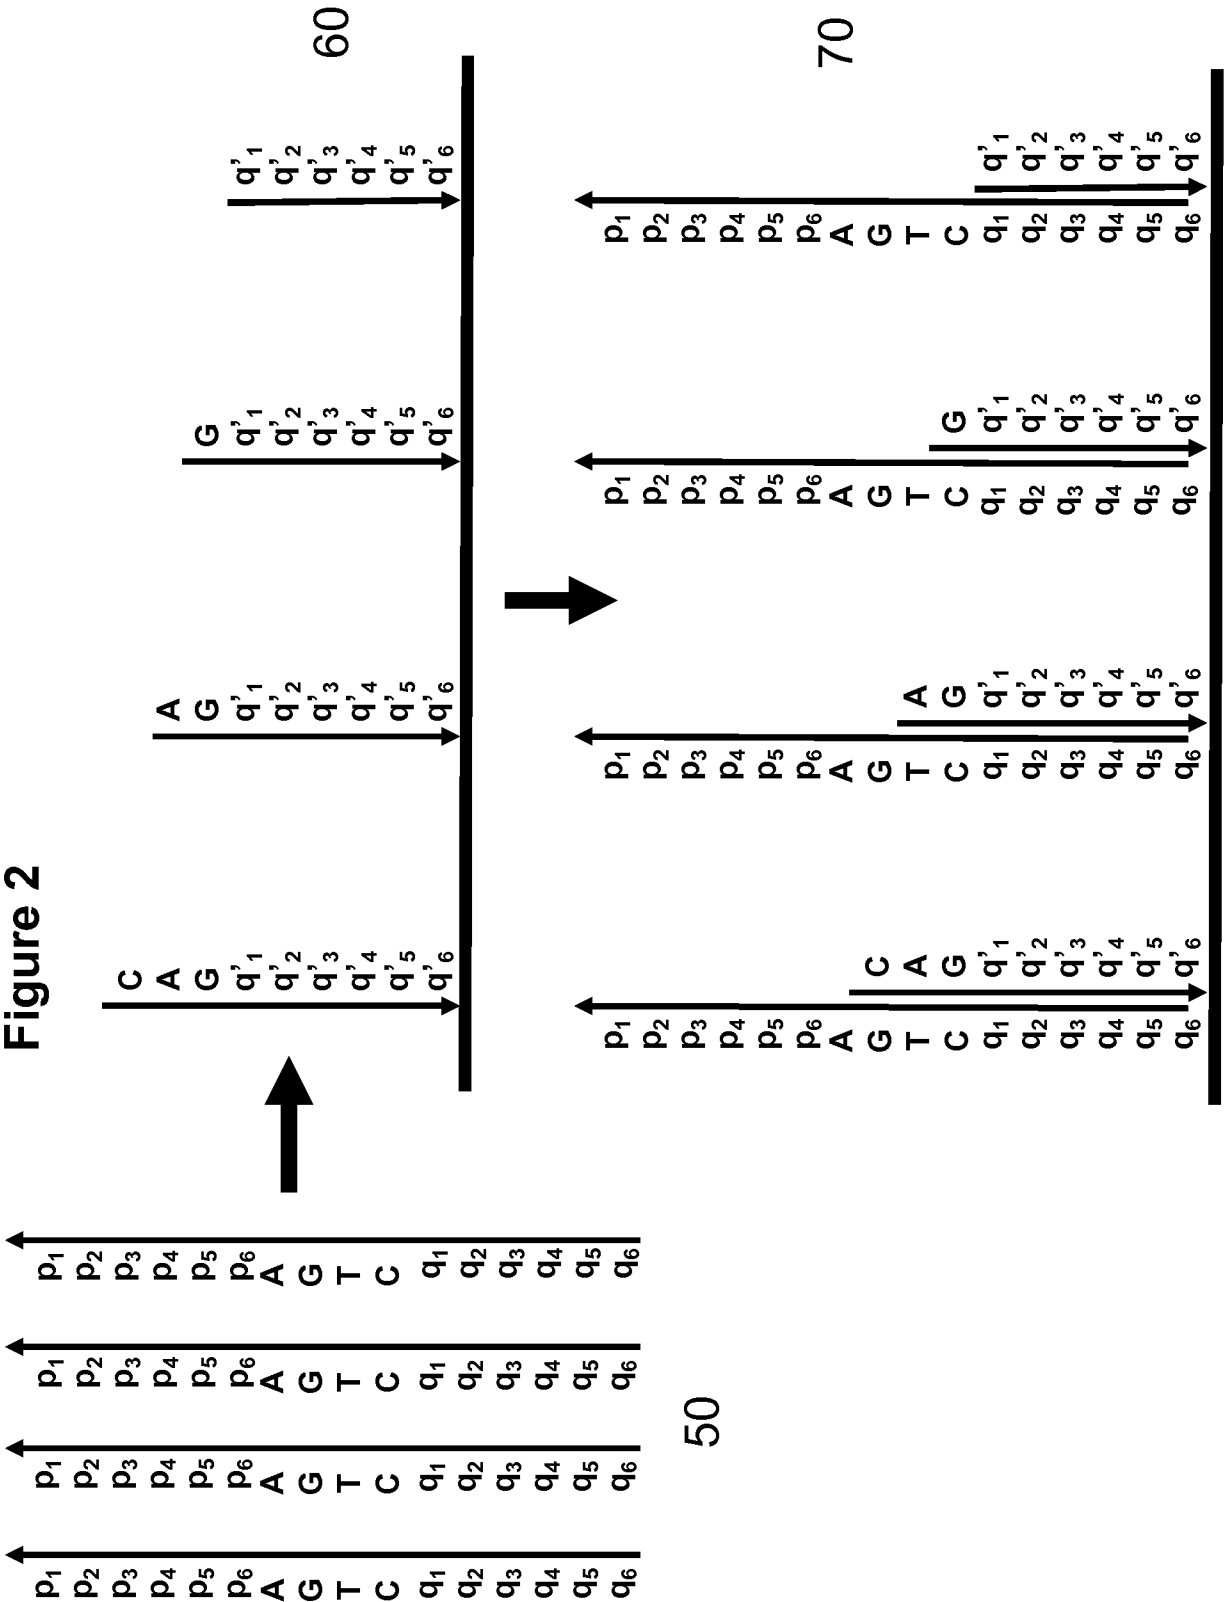 Figure 2
p₁ p₁ p₁ p₁
p₂ p₂ p₂ p₂
p₃ p₃ p₃ p₃
p₄ p₄ p₄ p₄
p₅ p₅ p₅ p₅
p₆ p₆ p₆ p₆
A A A A
G G G G
T T T T
C C C C
q₁ q₁ q₁ q₁
q₂ q₂ q₂ q₂
q₃ q₃ q₃ q₃
q₄ q₄ q₄ q₄
q₅ q₅ q₅ q₅
q₆ q₆ q₆ q₆
50
C
A A
G G G
q'₁ q'₁ q'₁ q'₁
q'₂ q'₂ q'₂ q'₂
q'₃ q'₃ q'₃ q'₃
q'₄ q'₄ q'₄ q'₄
q'₅ q'₅ q'₅ q'₅
q'₆ q'₆ q'₆ q'₆
60
p₁ p₁ p₁ p₁
p₂ p₂ p₂ p₂
p₃ p₃ p₃ p₃
p₄ p₄ p₄ p₄
p₅ p₅ p₅ p₅
p₆ p₆ p₆ p₆
A A A A
G C G G G
T A T A T T
C G C G C G C
q₁ q'₁ q₁ q'₁ q₁ q'₁ q₁ q'₁
q₂ q'₂ q₂ q'₂ q₂ q'₂ q₂ q'₂
q₃ q'₃ q₃ q'₃ q₃ q'₃ q₃ q'₃
q₄ q'₄ q₄ q'₄ q₄ q'₄ q₄ q'₄
q₅ q'₅ q₅ q'₅ q₅ q'₅ q₅ q'₅
q₆ q'₆ q₆ q'₆ q₆ q'₆ q₆ q'₆
70